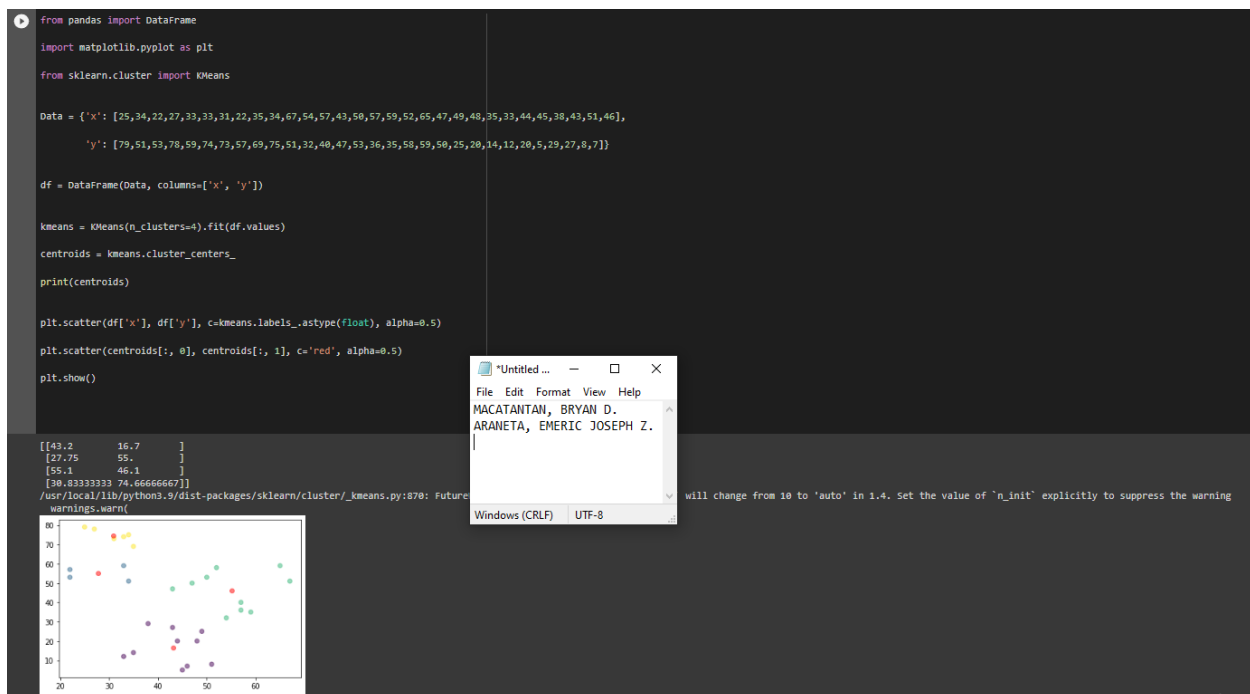 from pandas import DataFrame
import matplotlib.pyplot as plt
from sklearn.cluster import KMeans
Data = {'x': [25,34,22,27,33,33,31,22,35,34,67,54,57,43,50,57,59,52,65,47,49,48,35,33,44,45,38,43,51,46],
'y': [79,51,53,78,59,74,73,57,69,75,51,32,40,47,53,36,35,58,59,50,25,20,14,12,20,5,29,27,8,7]}
df = DataFrame(Data, columns=['x', 'y'])
kmeans = KMeans(n_clusters=4).fit(df.values)
centroids = kmeans.cluster_centers_
print(centroids)
plt.scatter(df['x'], df['y'], c=kmeans.labels_.astype(float), alpha=0.5)
plt.scatter(centroids[:, 0], centroids[:, 1], c='red', alpha=0.5)
plt.show()
*Untitled ...
File Edit Format View Help
MACATANTAN, BRYAN D.
ARANETA, EMERIC JOSEPH Z.
Windows (CRLF) UTF-8
[[43.2 16.7 ]
[27.75 55. ]
[55.1 46.1 ]
[30.83333333 74.66666667]]
/usr/local/lib/python3.9/dist-packages/sklearn/cluster/_kmeans.py:870: Future will change from 10 to 'auto' in 1.4. Set the value of `n_init` explicitly to suppress the warning
warnings.warn(
80
70
60
50
40
30
20
10
20 30 40 50 60